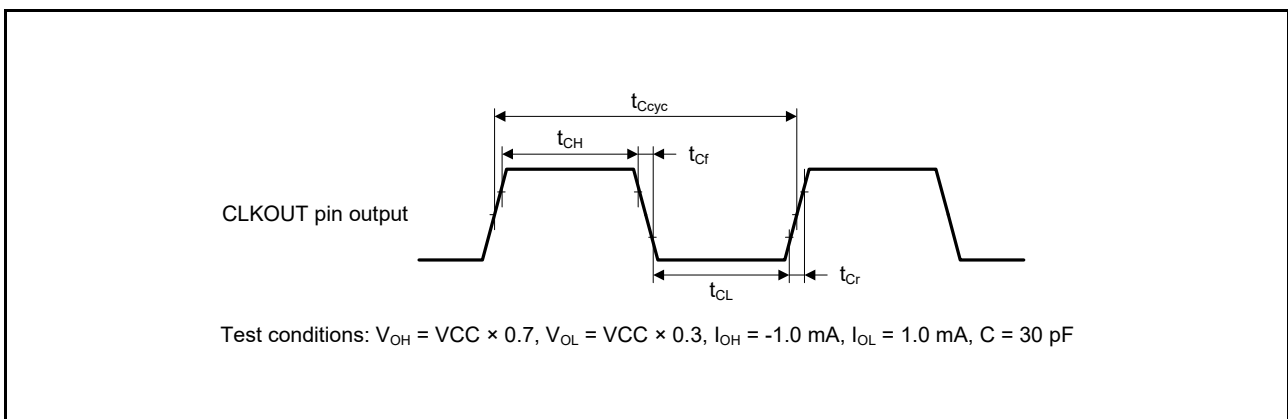 tCcyc
tCH
tCf
CLKOUT pin output
tCr
tCL
Test conditions: VOH = VCC × 0.7, VOL = VCC × 0.3, IOH = -1.0 mA, IOL = 1.0 mA, C = 30 pF